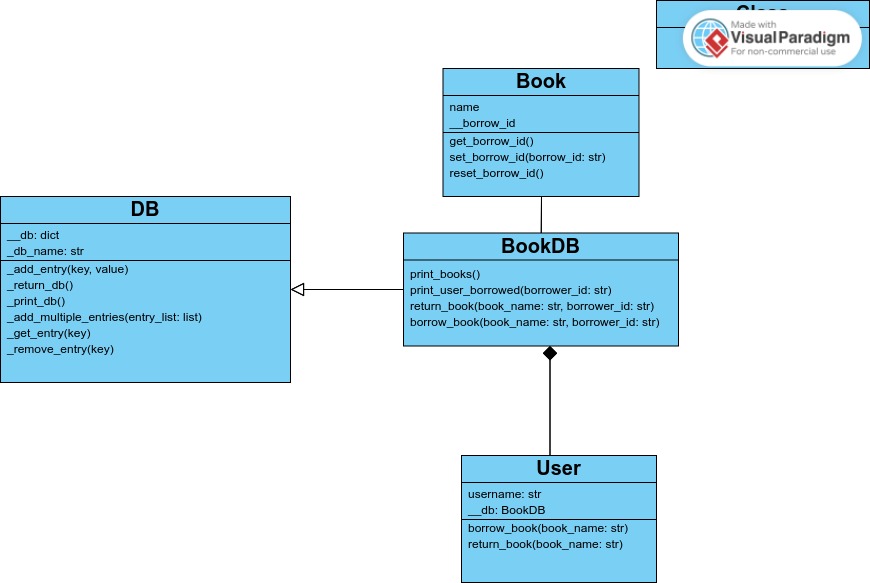 Class
Made with
Visual Paradigm
For non-commercial use
Book
name
__borrow_id
get_borrow_id()
set_borrow_id(borrow_id: str)
reset_borrow_id()
DB
__db: dict
_db_name: str
_add_entry(key, value)
_return_db()
_print_db()
_add_multiple_entries(entry_list: list)
_get_entry(key)
_remove_entry(key)
BookDB
print_books()
print_user_borrowed(borrower_id: str)
return_book(book_name: str, borrower_id: str)
borrow_book(book_name: str, borrower_id: str)
User
username: str
__db: BookDB
borrow_book(book_name: str)
return_book(book_name: str)